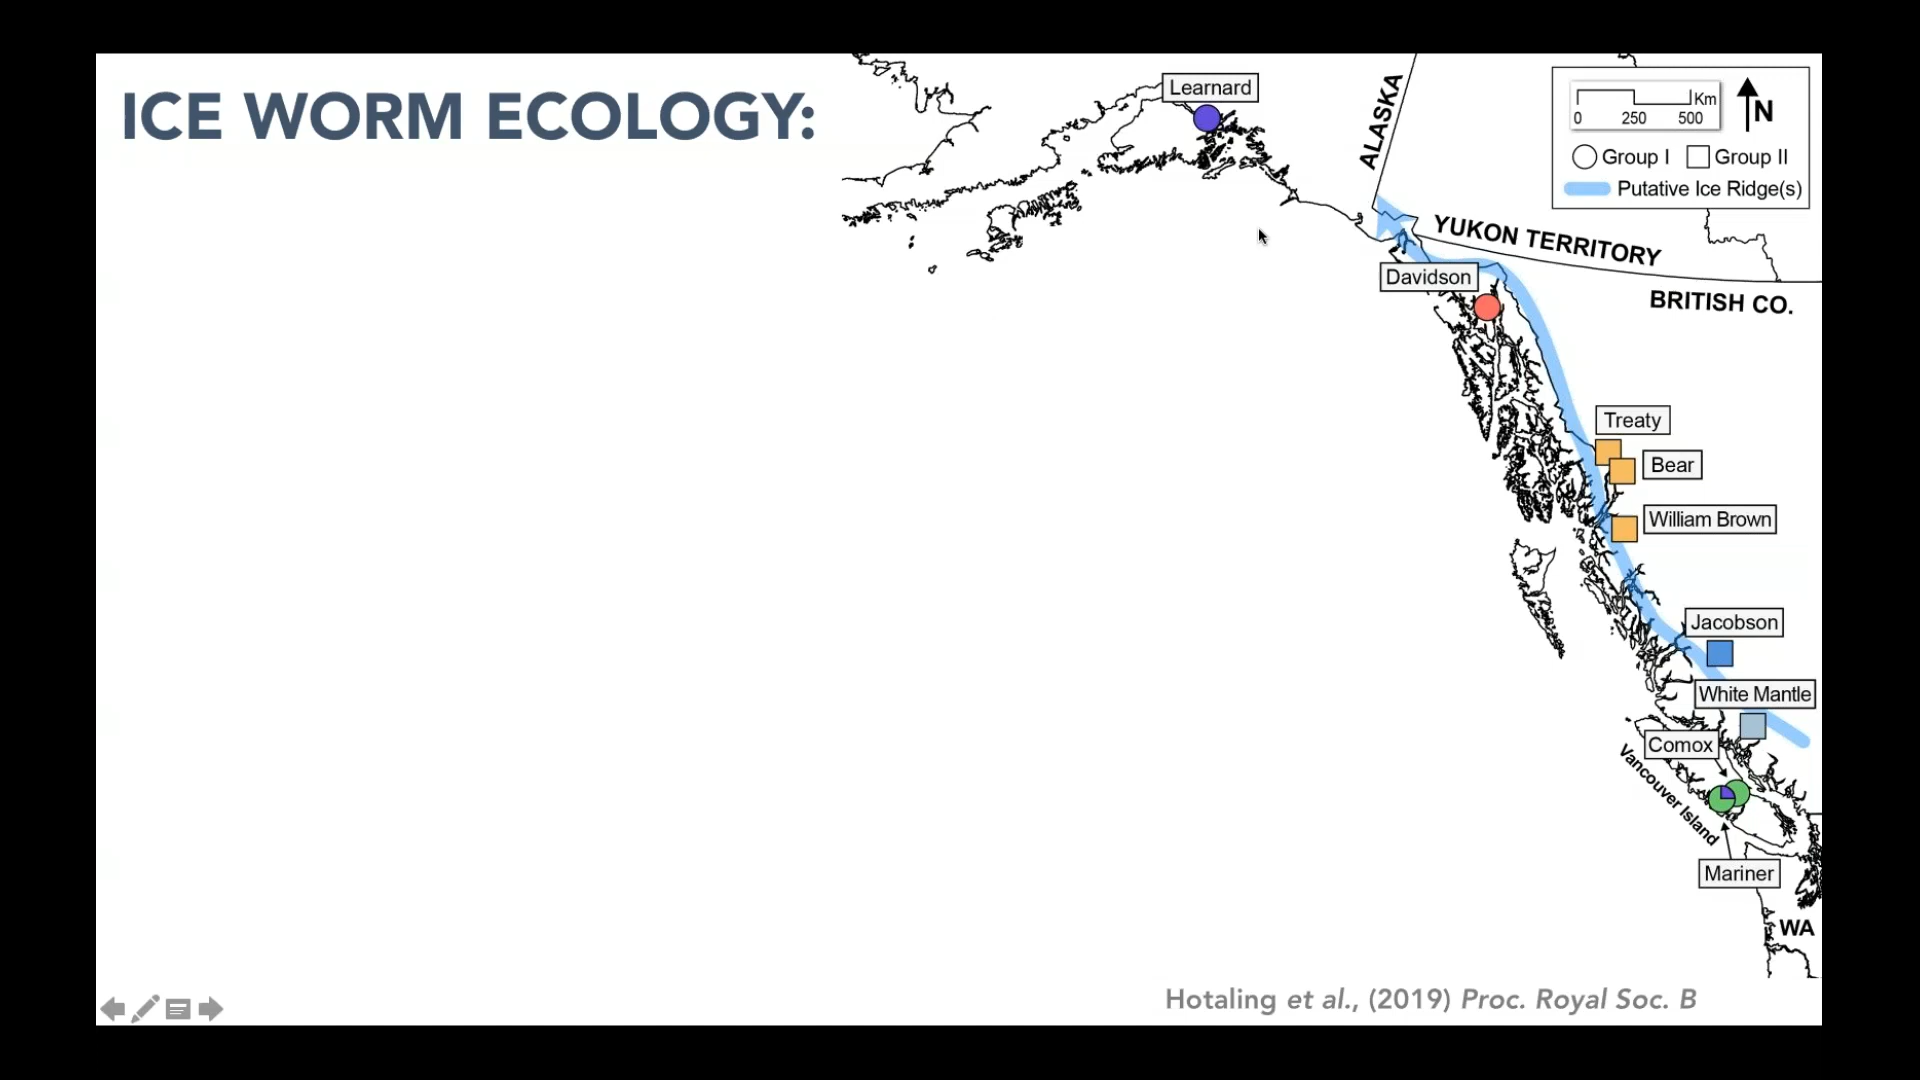 ICE WORM ECOLOGY:
Learnard
ALASKA
Km
0 250 500
N
Group I Group II
Putative Ice Ridge(s)
YUKON TERRITORY
Davidson
BRITISH CO.
Treaty
Bear
William Brown
Jacobson
White Mantle
Comox
Vancouver Island
Mariner
WA
Hotaling et al., (2019) Proc. Royal Soc. B